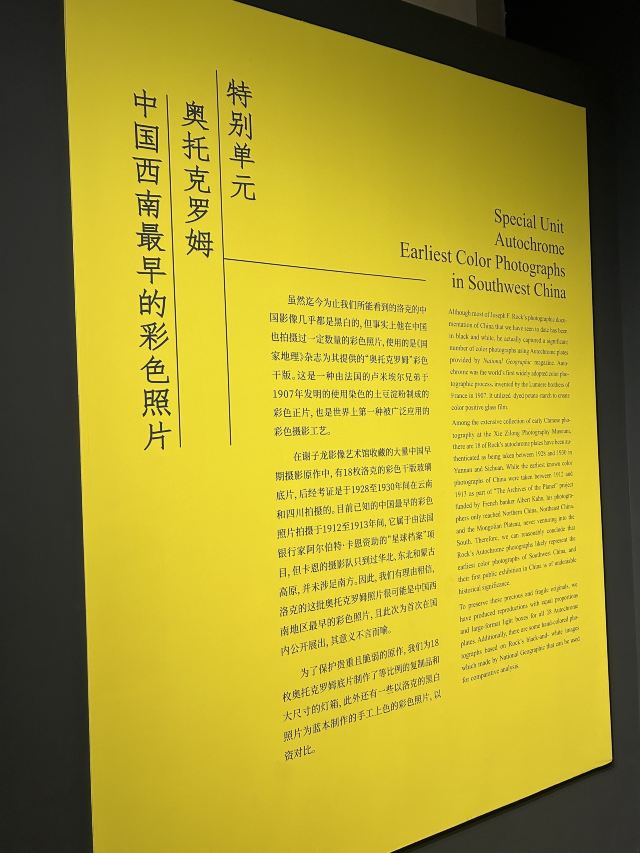 特别单元
奥托克罗姆
中国西南最早的彩色照片
Special Unit
Autochrome
Earliest Color Photographs
in Southwest China
虽然迄今为止我们所能看到的洛克的中
国影像几乎都是黑白的，但事实上他在中国
也拍摄过一定数量的彩色照片，使用的是《国
家地理》杂志为其提供的“奥托克罗姆”彩色
干版。这是一种由法国的卢米埃尔兄弟于
1907年发明的使用染色的土豆淀粉制成的
彩色正片，也是世界上第一种被广泛应用的
彩色摄影工艺。
在谢子龙影像艺术馆收藏的大量中国早
期摄影原作中，有18枚洛克的彩色干版玻璃
底片，后经考证是于1928至1930年间在云南
和四川拍摄的。目前已知的中国最早的彩色
照片拍摄于1912至1913年间，它属于由法国
银行家阿尔伯特·卡恩资助的“星球档案”项
目，但卡恩的摄影队只到过华北、东北和蒙古
高原，并未涉足南方。因此，我们有理由相信，
洛克的这批奥托克罗姆照片很可能是中国西
南地区最早的彩色照片，且此次为首次在国
内公开展出，其意义不言而喻。
为了保护贵重且脆弱的原作，我们为18
枚奥托克罗姆底片制作了等比例的复制品和
大尺寸的灯箱，此外还有一些以洛克的黑白
照片为蓝本制作的手工上色的彩色照片，以
资对比。
Although most of Joseph F. Rock's photographs docu-
mentation of China that we have seen to date has been
in black and white, he actually captured a significant
number of color photographs using Autochrome plates
provided by National Geographic magazine. Auto-
chrome was the world's first widely adopted color pho-
tographic process, invented by the Lumière brothers of
France in 1907. It utilized dyed potato starch to create
color positive glass film.
Among the extensive collection of early Chinese pho-
tography at the Xie Zilong Photography Museum,
there are 18 of Rock's autochrome plates have been au-
thenticated as being taken between 1928 and 1930 in
Yunnan and Sichuan. While the earliest known color
photographs of China were taken between 1912 and
1913 as part of "The Archives of the Planet" project
funded by French banker Albert Kahn, his photogra-
phers only reached Northern China, Northeast China,
and the Mongolian Plateau, never venturing into the
South. Therefore, we can reasonably conclude that
Rock's Autochrome photographs likely represent the
earliest color photographs of Southwest China, and
their first public exhibition in China is of undeniable
historical significance.
To preserve these precious and fragile originals, we
have produced reproductions with equal proportions
and large-format light boxes for all 18 Autochrome
plates. Additionally, there are some hand-colored pho-
tographs based on Rock's black-and- white images
which made by National Geographic that can be used
for comparative analysis.